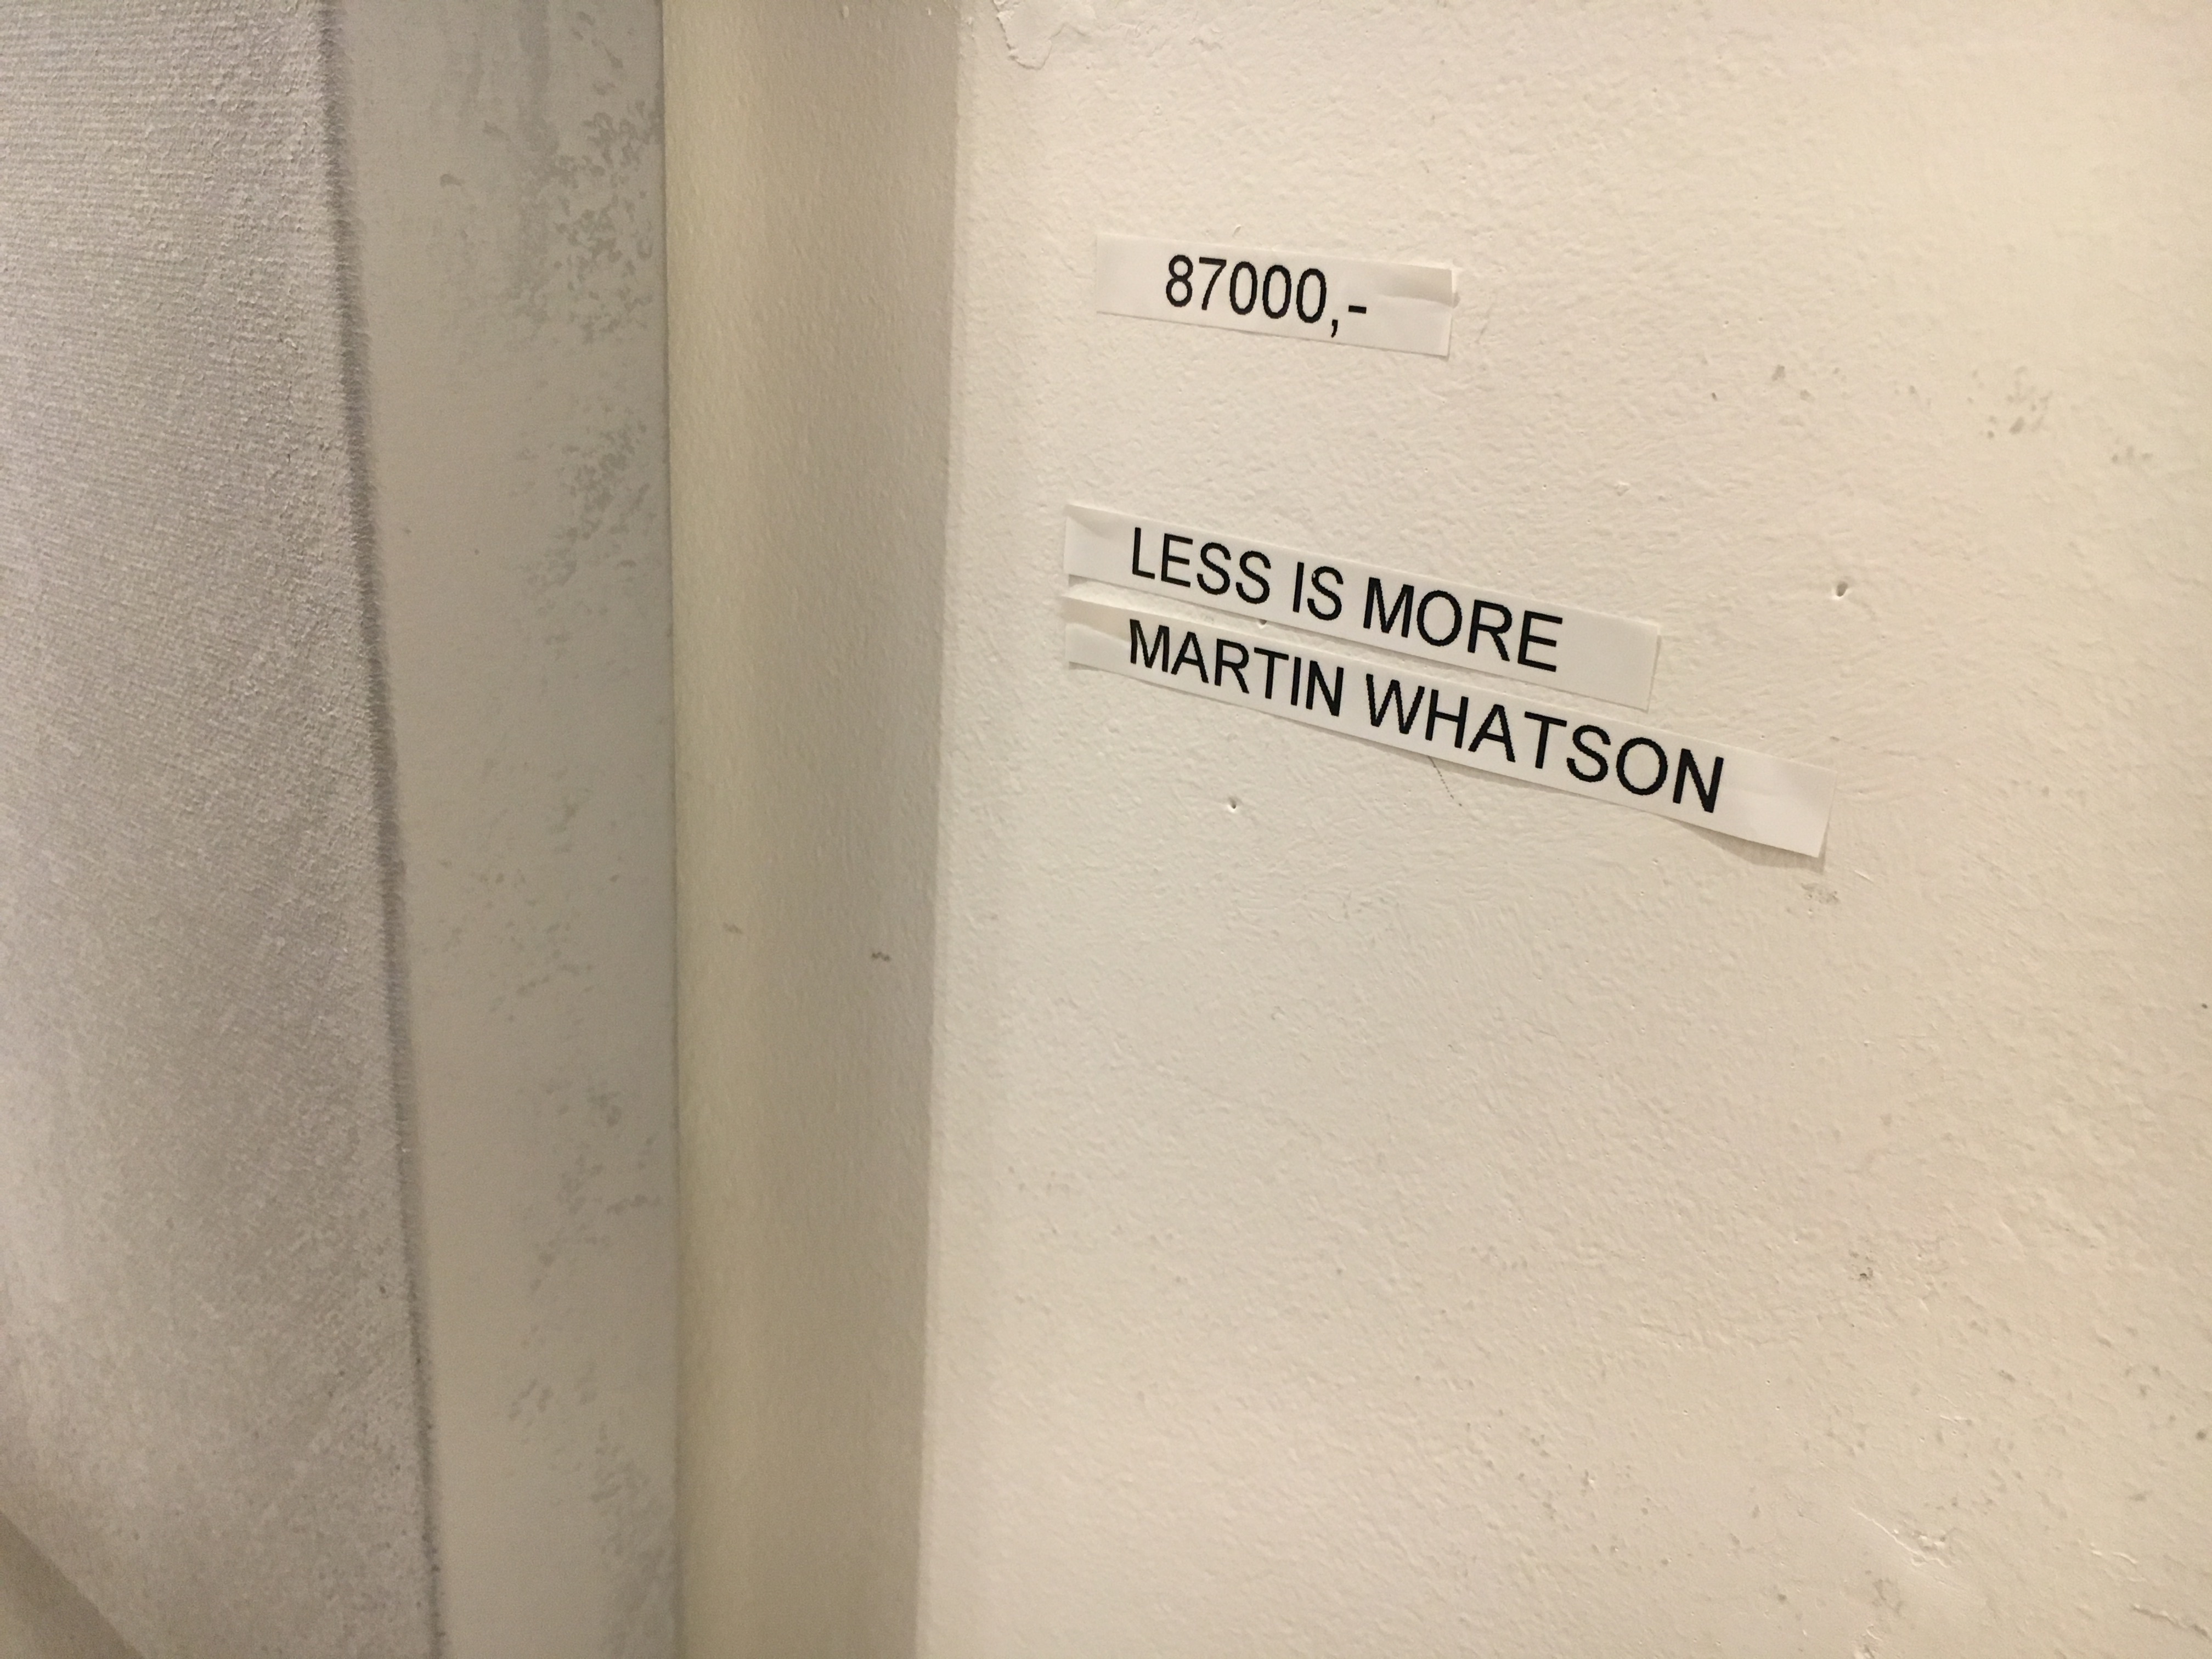 87000,-
LESS IS MORE
MARTIN WHATSON